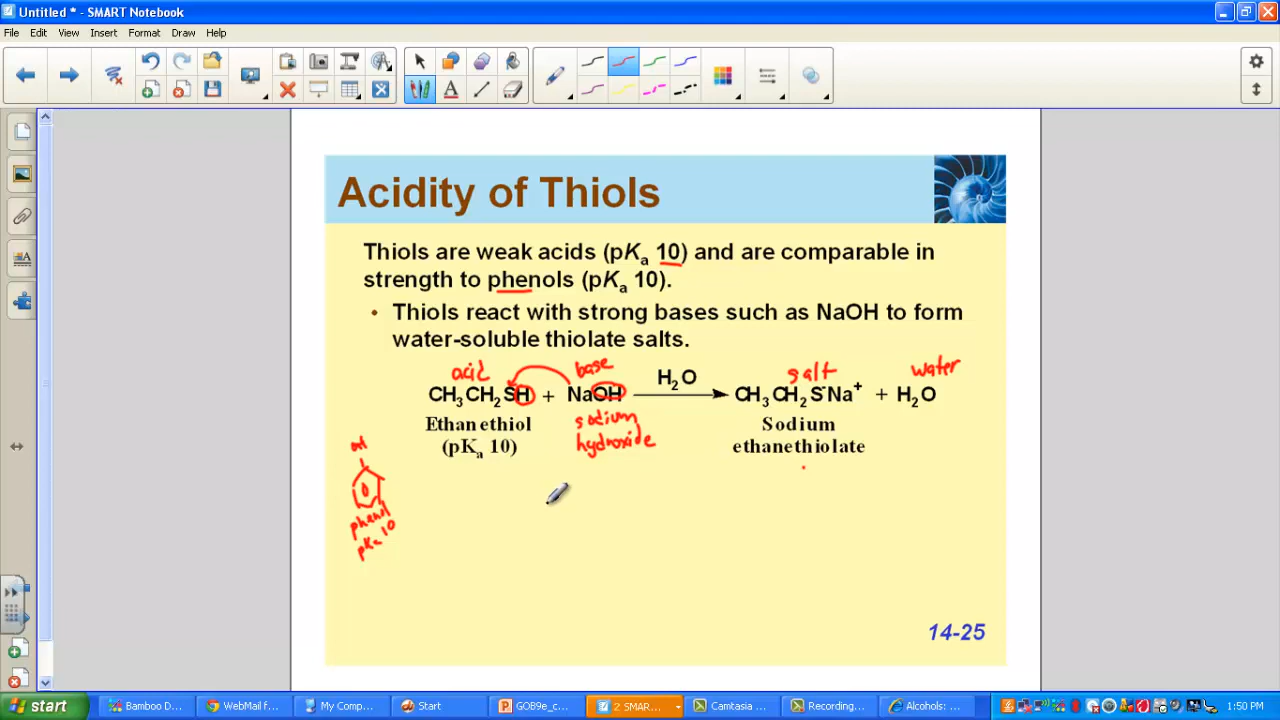 Untitled * - SMART Notebook
File Edit View Insert Format Draw Help
Acidity of Thiols
Thiols are weak acids (pKa 10) and are comparable in
strength to phenols (pKa 10).
• Thiols react with strong bases such as NaOH to form
water-soluble thiolate salts.
acid base salt water
CH3CH2SH + NaOH H2O CH3CH2S-Na+ + H2O
Ethanethiol sodium Sodium
(pKa 10) hydroxide ethanethiolate
OH
phenol
pKa 10
14-25
start Bamboo D... WebMail f... My Comp... Start GOB9e_c... 2 SMAR... Camtasia ... Recording... Alcohols: ... 1:50 PM